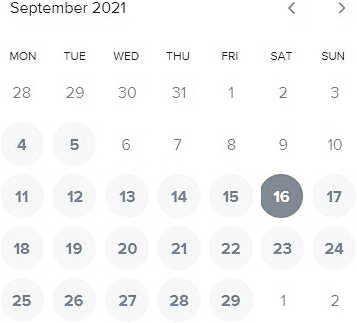 September 2021
MON TUE WED THU FRI SAT SUN
28 29 30 31 1 2 3
4 5 6 7 8 9 10
11 12 13 14 15 16 17
18 19 20 21 22 23 24
25 26 27 28 29 1 2